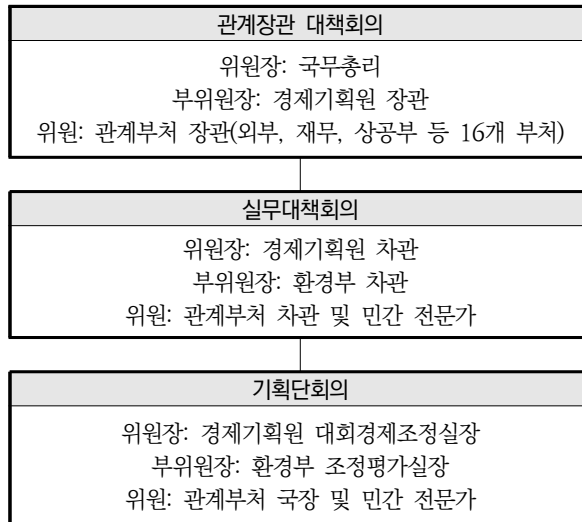 관계장관 대책회의
위원장: 국무총리
부위원장: 경제기획원 장관
위원: 관계부처 장관(외부, 재무, 상공부 등 16개 부처)
실무대책회의
위원장: 경제기획원 차관
부위원장: 환경부 차관
위원: 관계부처 차관 및 민간 전문가
기획단회의
위원장: 경제기획원 대회경제조정실장
부위원장: 환경부 조정평가실장
위원: 관계부처 국장 및 민간 전문가